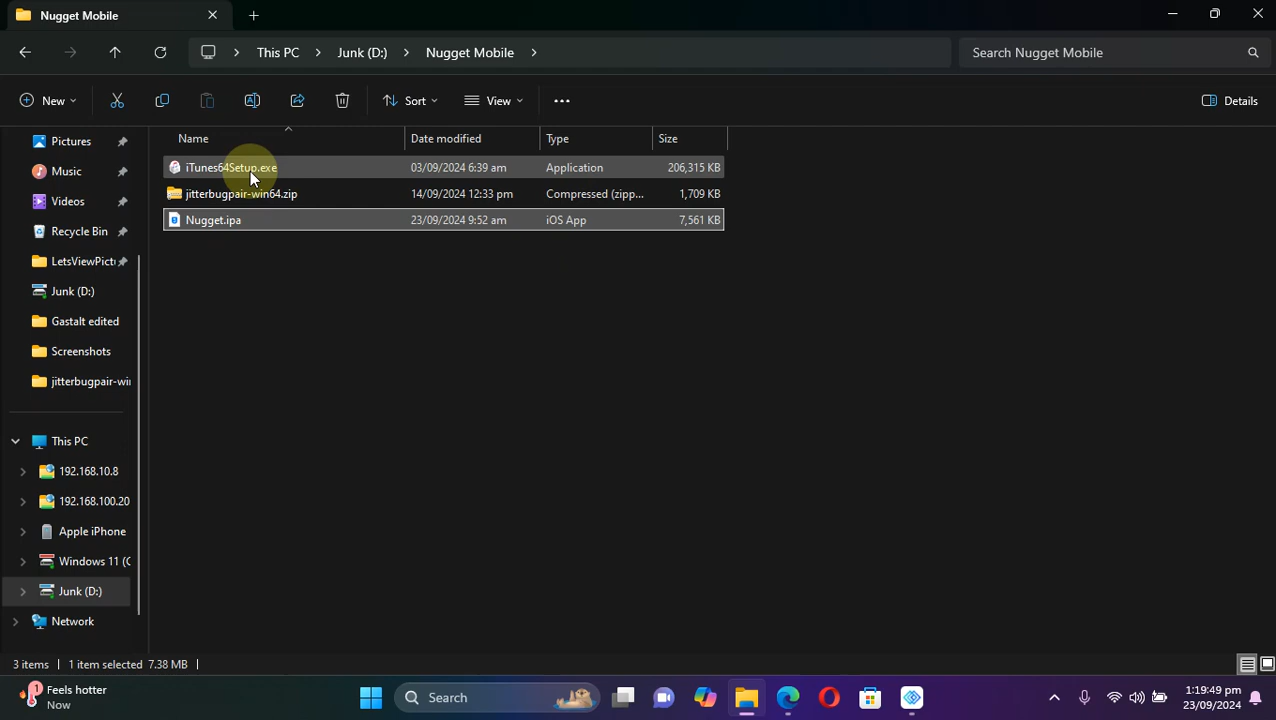 Nugget Mobile
This PC
Junk (D:)
Nugget Mobile
Search Nugget Mobile
New
Sort
View
Details
Name
Date modified
Type
Size
iTunes64Setup.exe
03/09/2024 6:39 am
Application
206,315 KB
jitterbugpair-win64.zip
14/09/2024 12:33 pm
Compressed (zipp...
1,709 KB
Nugget.ipa
23/09/2024 9:52 am
iOS App
7,561 KB
Pictures
Music
Videos
Recycle Bin
LetsViewPict
Junk (D:)
Gastalt edited
Screenshots
jitterbugpair-wi
This PC
192.168.10.8
192.168.100.20
Apple iPhone
Windows 11 (C
Junk (D:)
Network
3 items
1 item selected 7.38 MB
1
Feels hotter
Now
Search
1:19:49 pm
23/09/2024